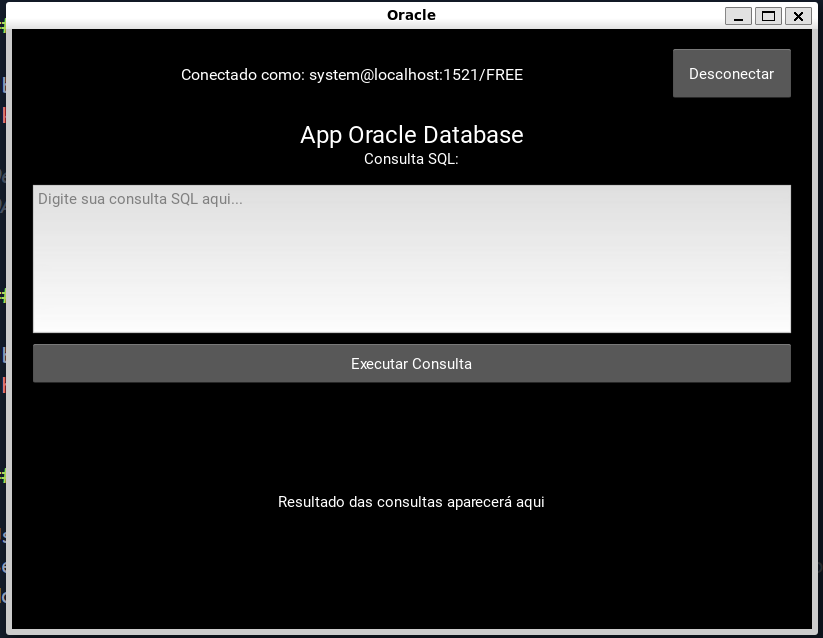 Oracle
Conectado como: system@localhost:1521/FREE
Desconectar
App Oracle Database
Consulta SQL:
Digite sua consulta SQL aqui...
Executar Consulta
Resultado das consultas aparecerá aqui